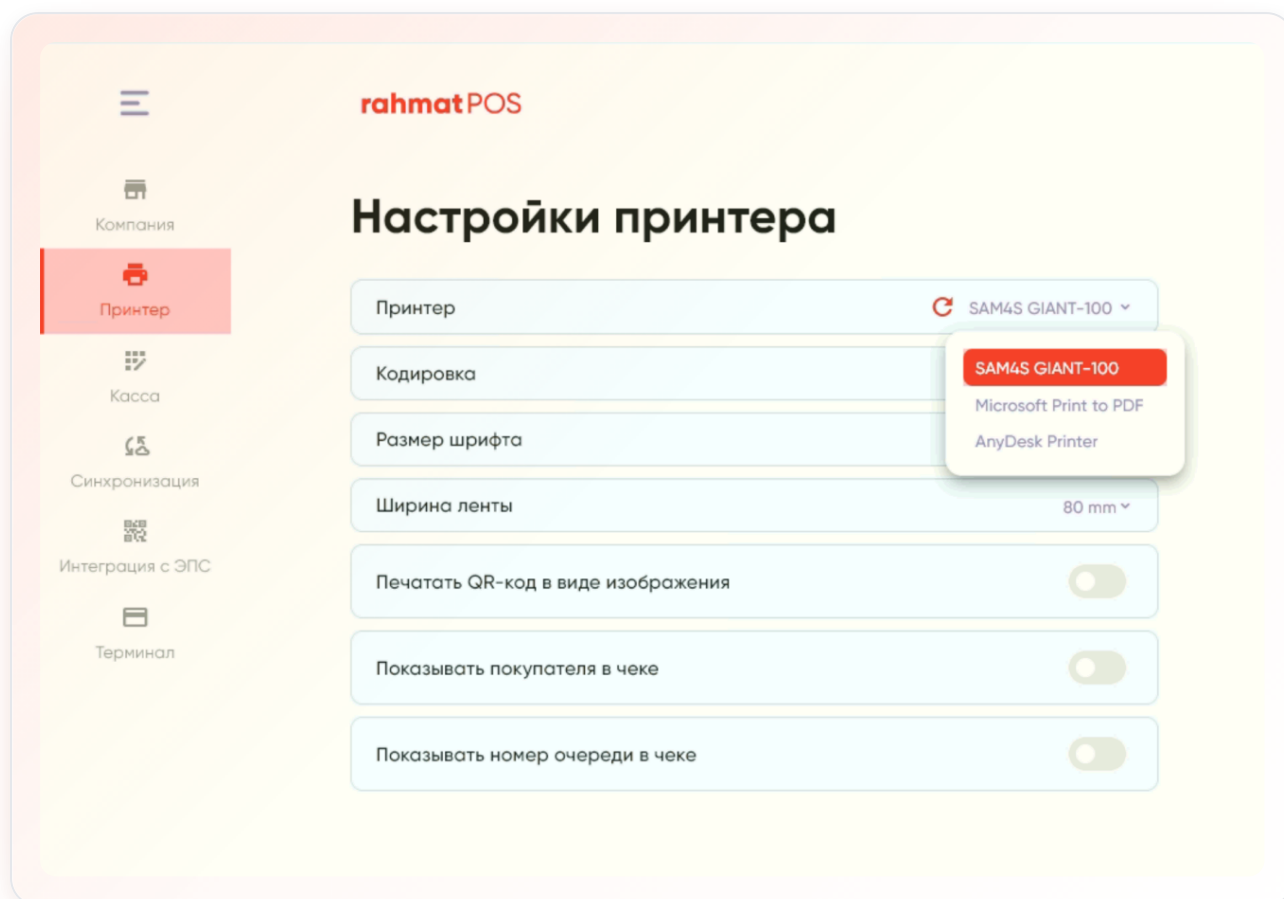 rahmat POS
Компания
Принтер
Касса
Синхронизация
Интеграция с ЭПС
Терминал
Настройки принтера
Принтер SAM4S GIANT-100
SAM4S GIANT-100
Microsoft Print to PDF
AnyDesk Printer
Кодировка
Размер шрифта
Ширина ленты 80 mm
Печатать QR-код в виде изображения
Показывать покупателя в чеке
Показывать номер очереди в чеке